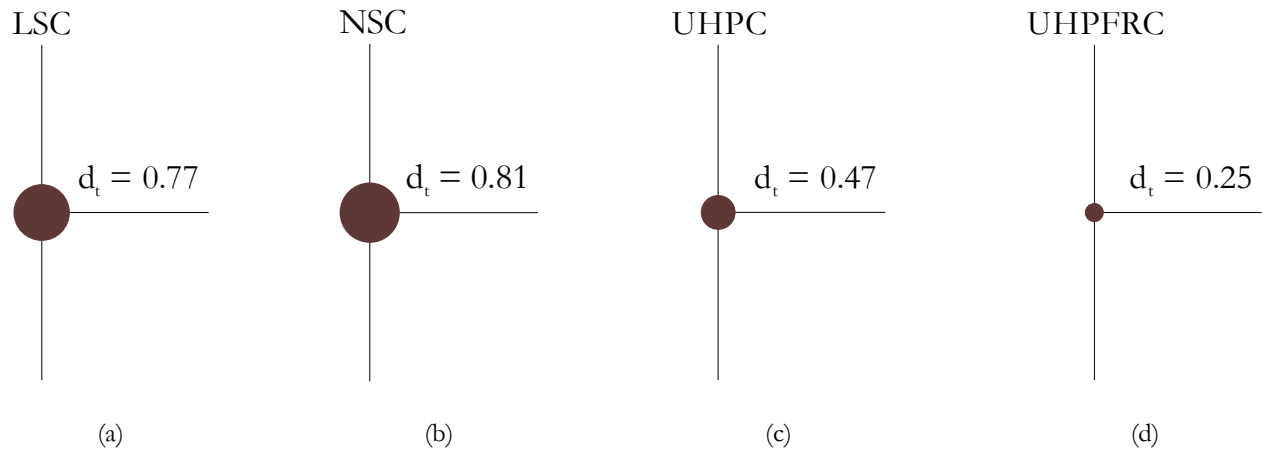 LSC
NSC
UHPC
UHPFRC
dₜ = 0.77
dₜ = 0.81
dₜ = 0.47
dₜ = 0.25
(a)
(b)
(c)
(d)